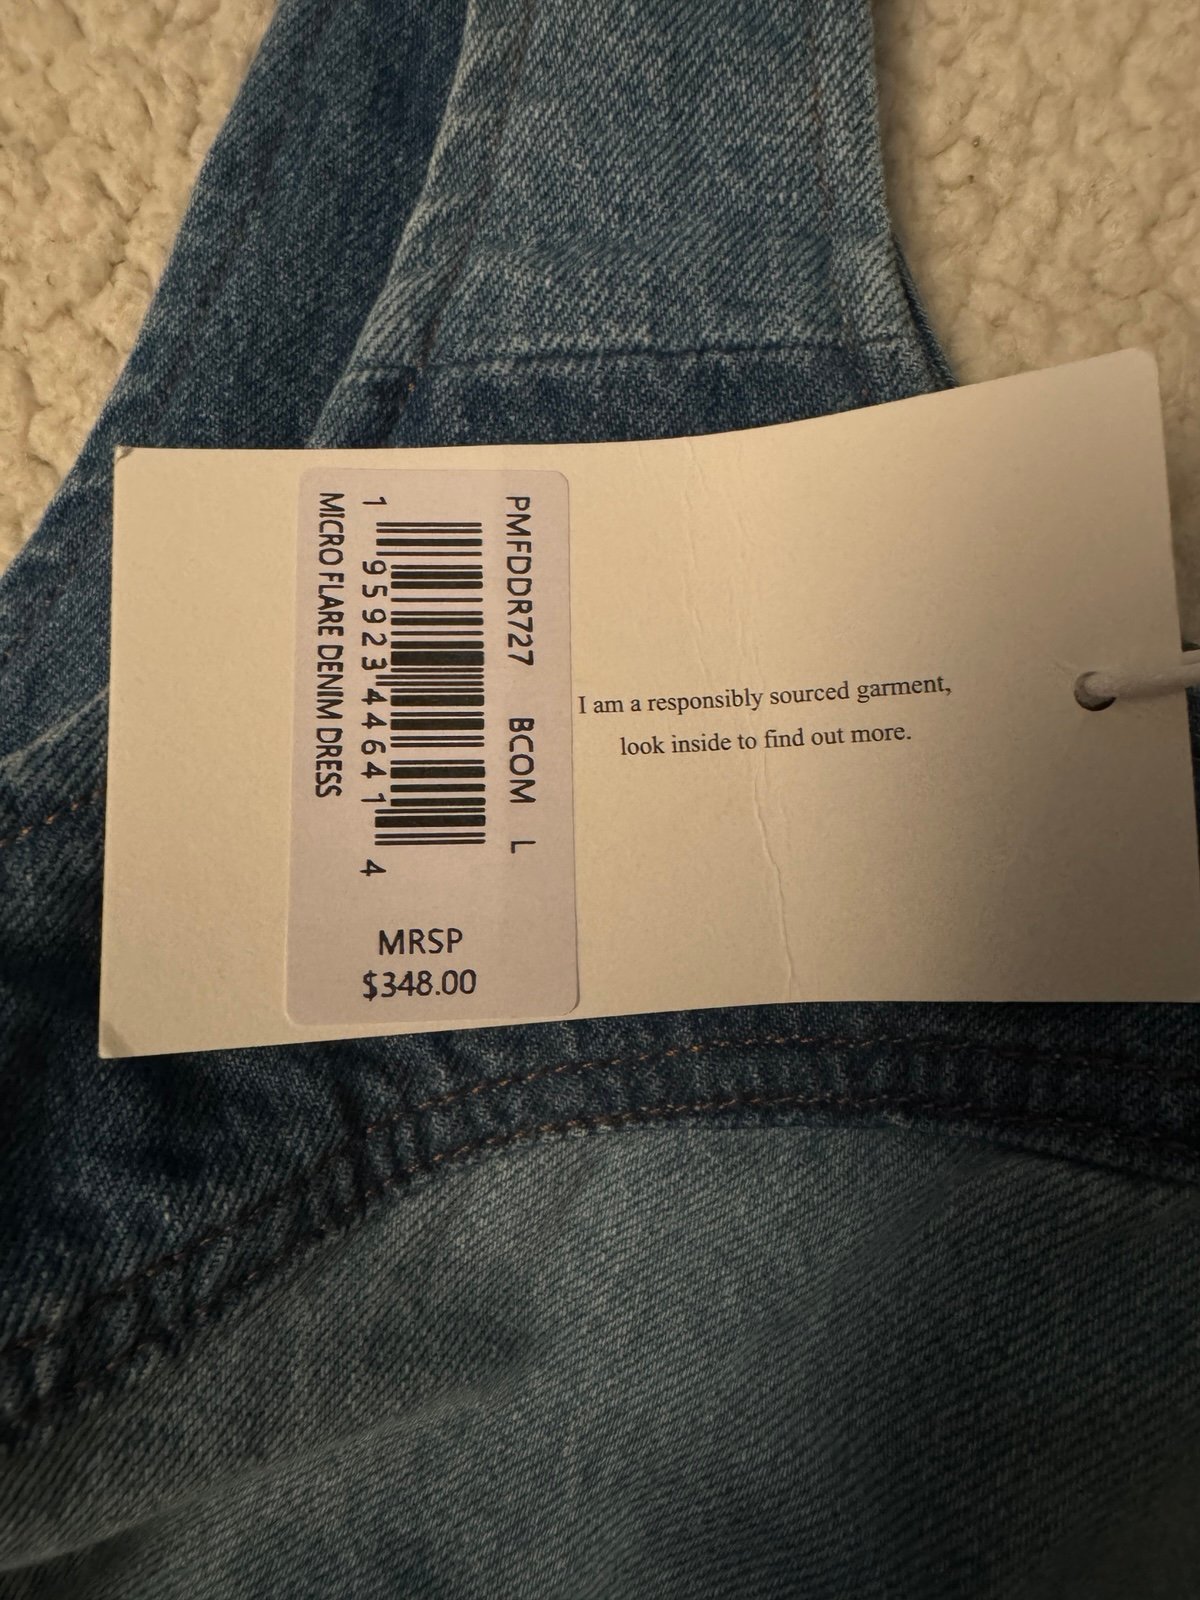 PMFDDR727 BCOM L
1 95923 44641 4
MICRO FLARE DENIM DRESS
MRSP
$348.00
I am a responsibly sourced garment,
look inside to find out more.